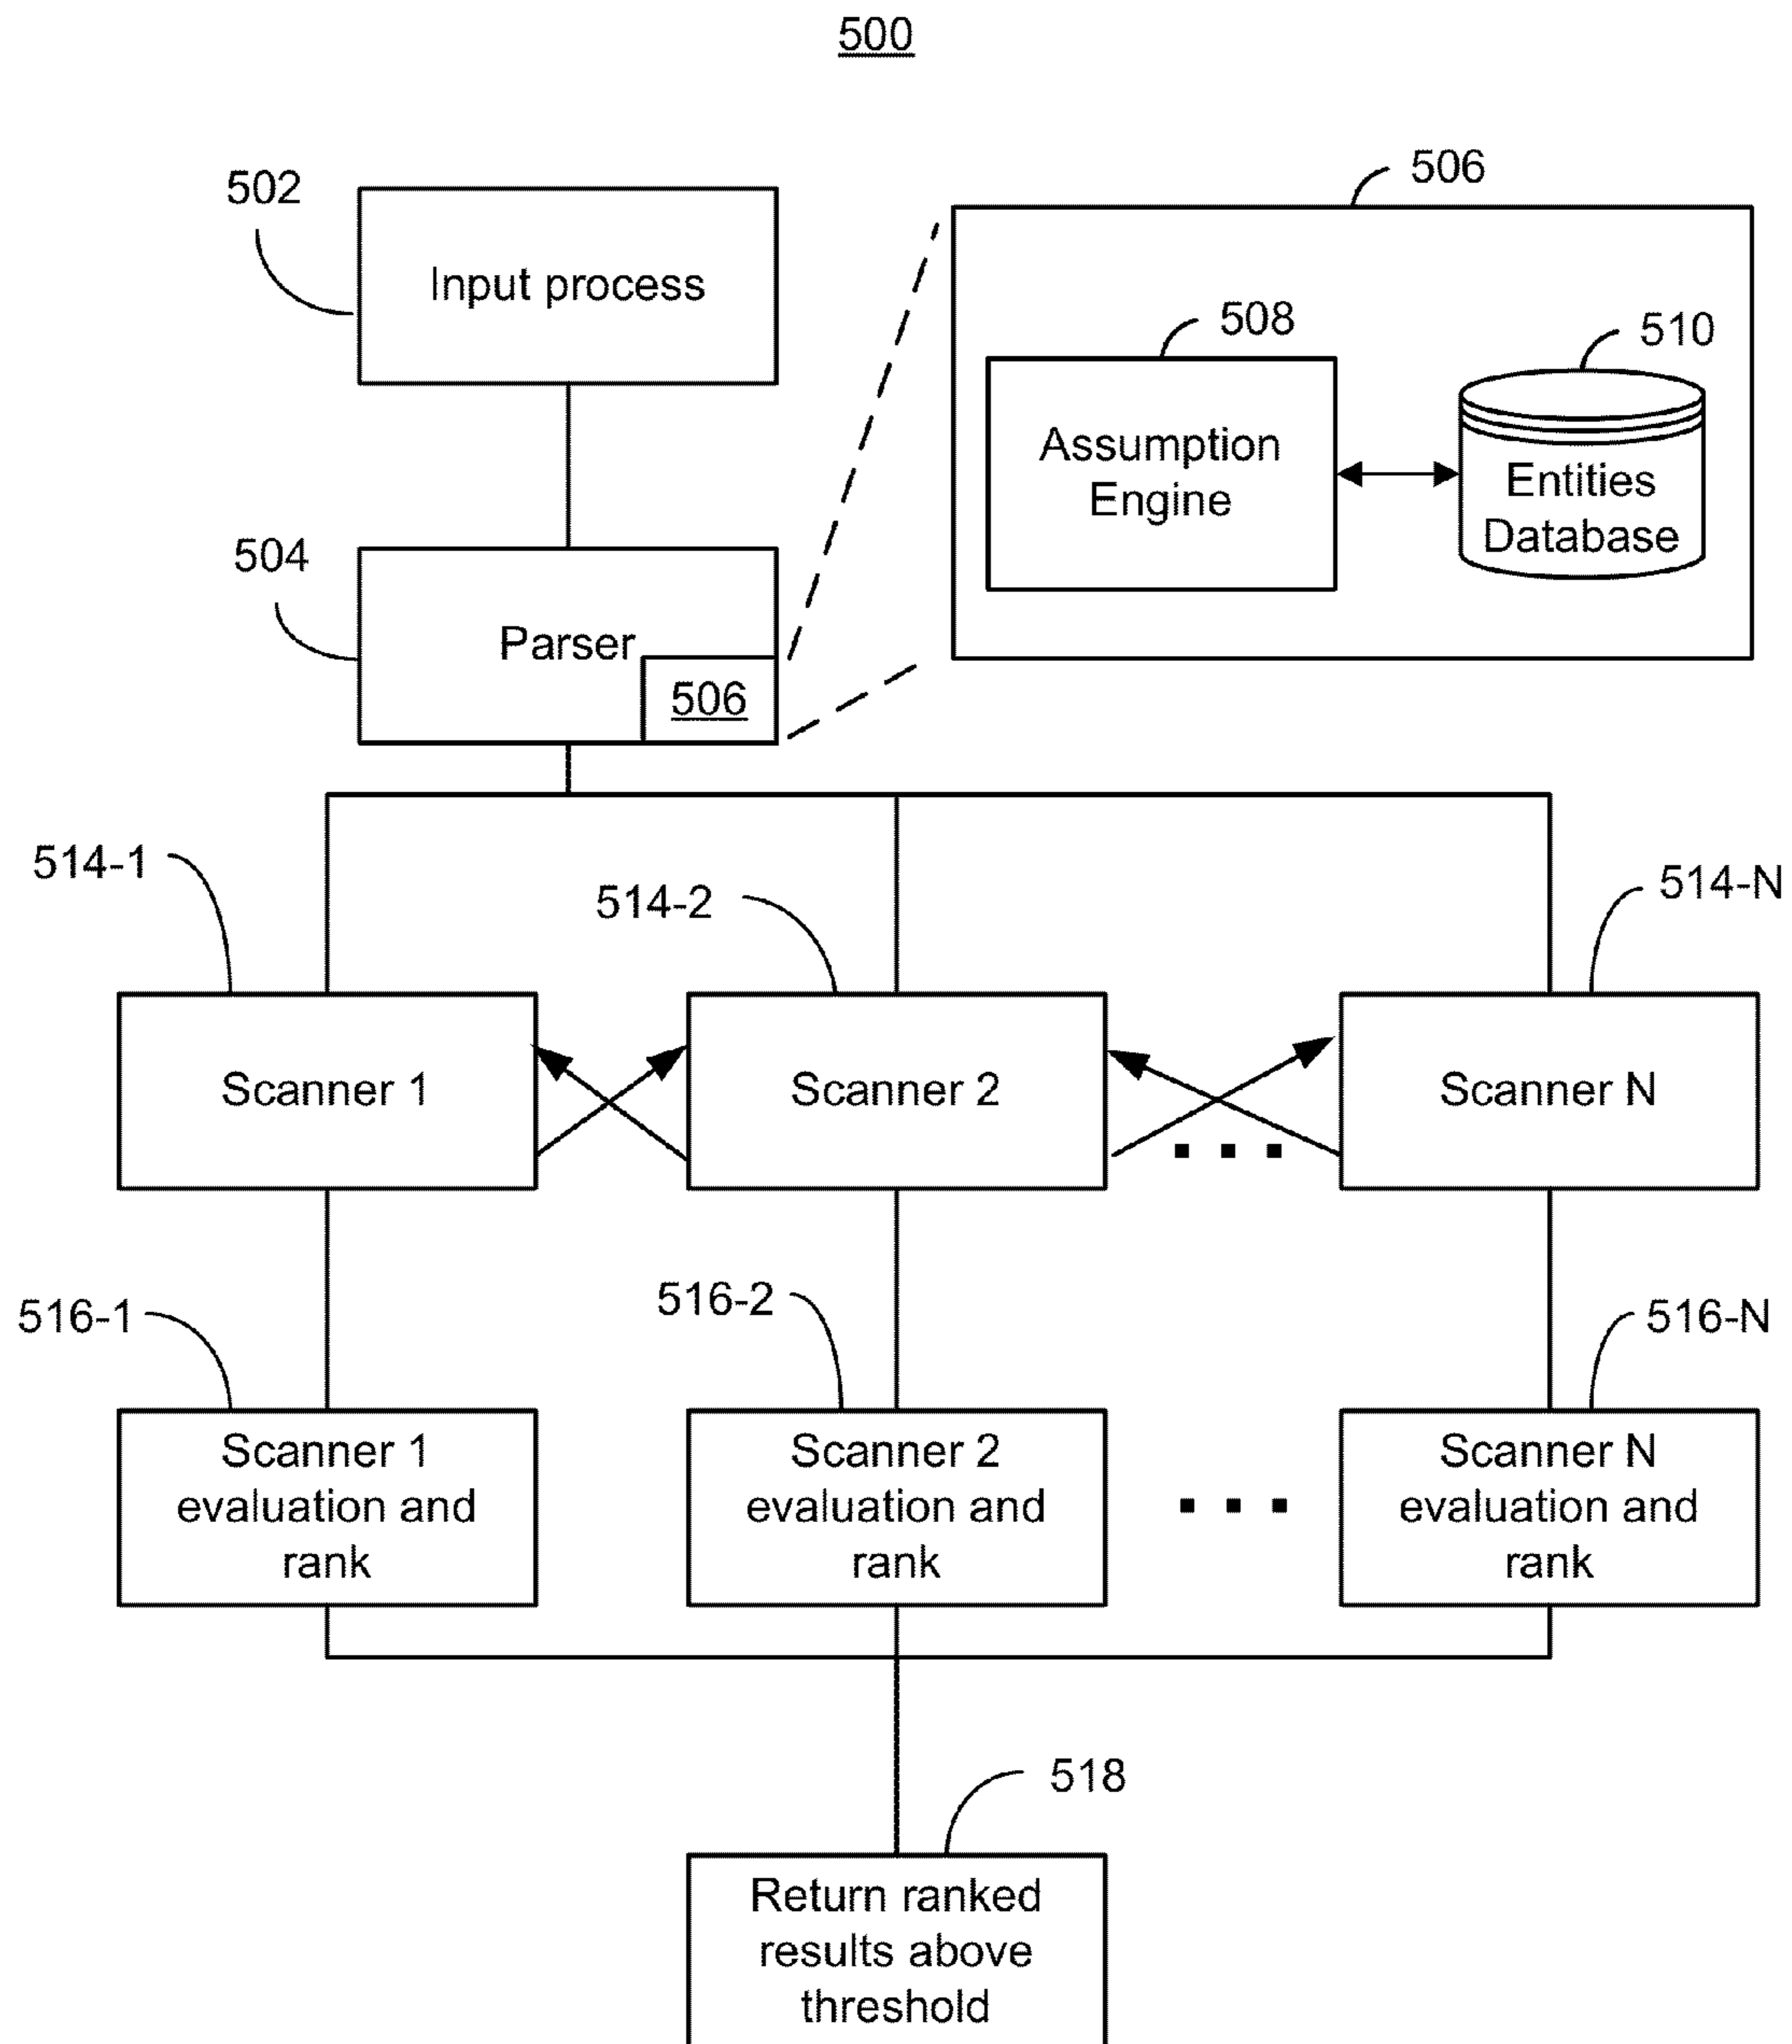 500
502
Input process
506
508
510
Assumption
Engine
Entities
Database
504
Parser
506
514-1
514-2
514-N
Scanner 1
Scanner 2
Scanner N
516-1
516-2
516-N
Scanner 1
evaluation and
rank
Scanner 2
evaluation and
rank
Scanner N
evaluation and
rank
518
Return ranked
results above
threshold